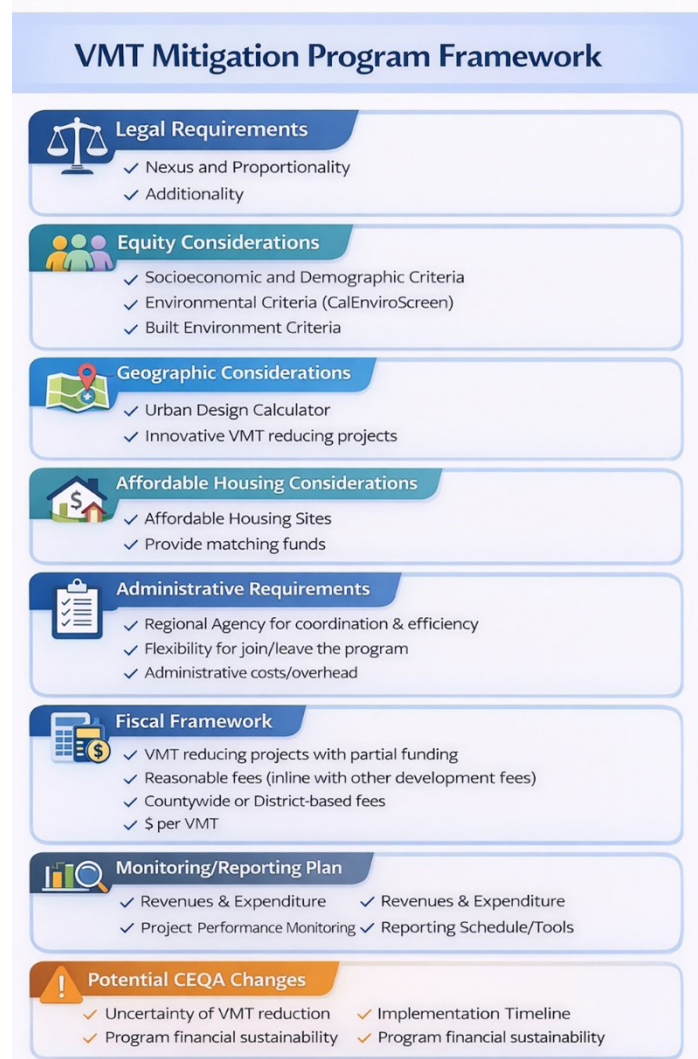 VMT Mitigation Program Framework
Legal Requirements
✓ Nexus and Proportionality
✓ Additionality
Equity Considerations
✓ Socioeconomic and Demographic Criteria
✓ Environmental Criteria (CalEnviroScreen)
✓ Built Environment Criteria
Geographic Considerations
✓ Urban Design Calculator
✓ Innovative VMT reducing projects
$
Affordable Housing Considerations
✓ Affordable Housing Sites
✓ Provide matching funds
Administrative Requirements
✓ Regional Agency for coordination & efficiency
✓ Flexibility for join/leave the program
✓ Administrative costs/overhead
$
Fiscal Framework
✓ VMT reducing projects with partial funding
✓ Reasonable fees (inline with other development fees)
✓ Countywide or District-based fees
✓ $ per VMT
Monitoring/Reporting Plan
✓ Revenues & Expenditure ✓ Revenues & Expenditure
✓ Project Performance Monitoring ✓ Reporting Schedule/Tools
!
Potential CEQA Changes
✓ Uncertainty of VMT reduction ✓ Implementation Timeline
✓ Program financial sustainability ✓ Program financial sustainability